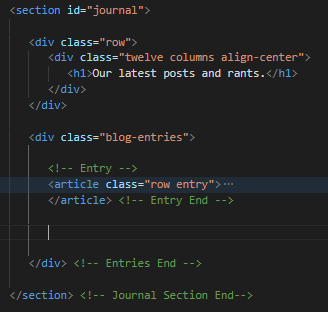 <section id="journal">
<div class="row">
<div class="twelve columns align-center">
<h1>Our latest posts and rants.</h1>
</div>
</div>
<div class="blog-entries">
<!-- Entry -->
<article class="row entry">⋯
</article> <!-- Entry End -->
</div> <!-- Entries End -->
</section> <!-- Journal Section End-->